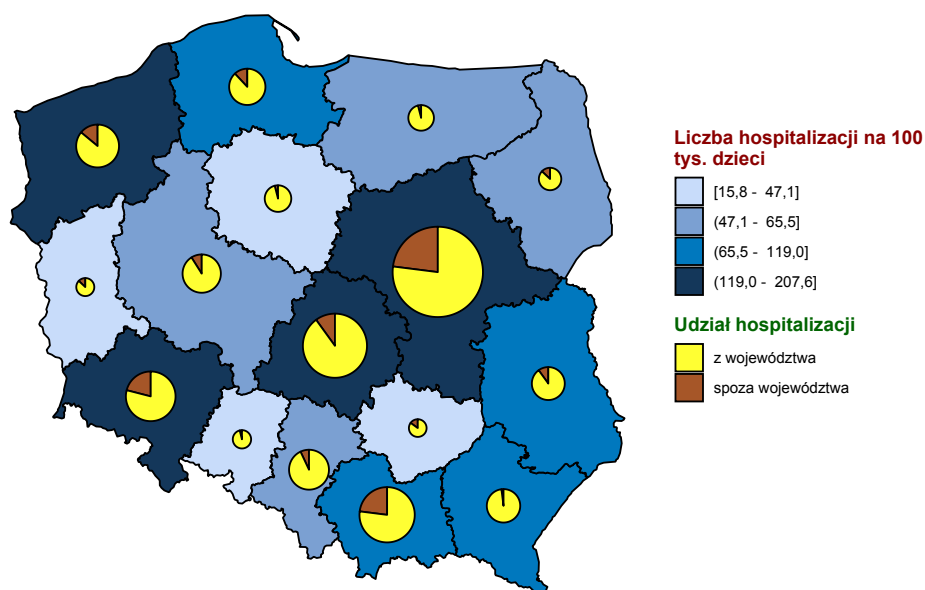 Liczba hospitalizacji na 100
tys. dzieci
[15,8 - 47,1]
(47,1 - 65,5]
(65,5 - 119,0]
(119,0 - 207,6]
Udział hospitalizacji
z województwa
spoza województwa